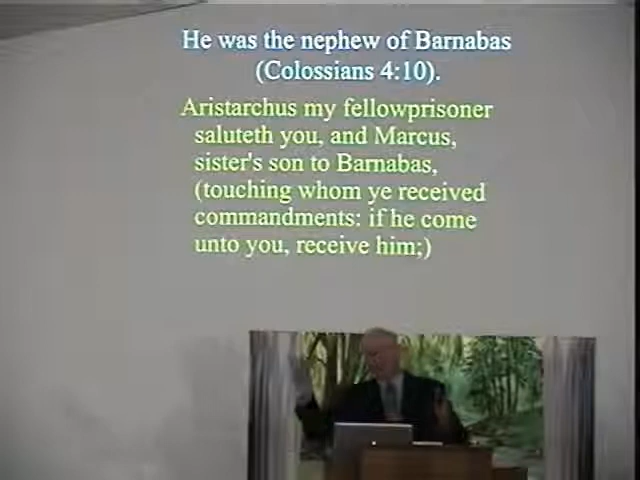 He was the nephew of Barnabas
(Colossians 4:10).
Aristarchus my fellowprisoner
saluteth you, and Marcus,
sister's son to Barnabas,
(touching whom ye received
commandments: if he come
unto you, receive him;)